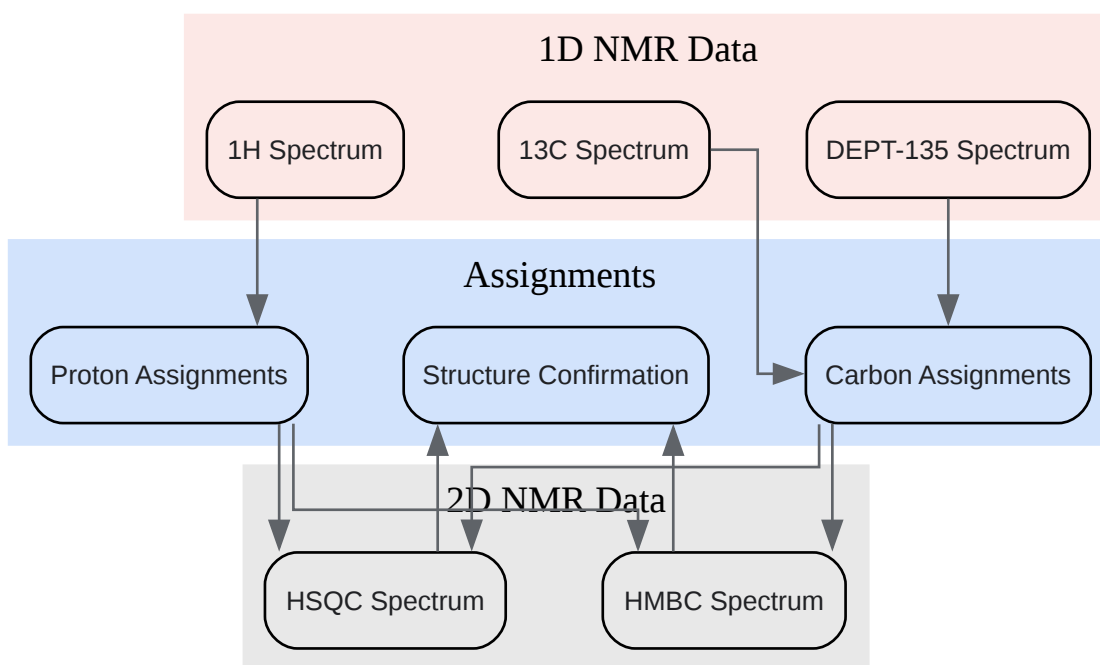 1D NMR Data
1H Spectrum
13C Spectrum
DEPT-135 Spectrum
Assignments
Proton Assignments
Structure Confirmation
Carbon Assignments
2D NMR Data
HSQC Spectrum
HMBC Spectrum